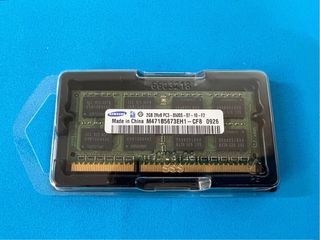 SAMSUNG
2GB 2Rx8 PC3-8500S-07-10-F2
Made in China M471B5673EH1-CF8 0926